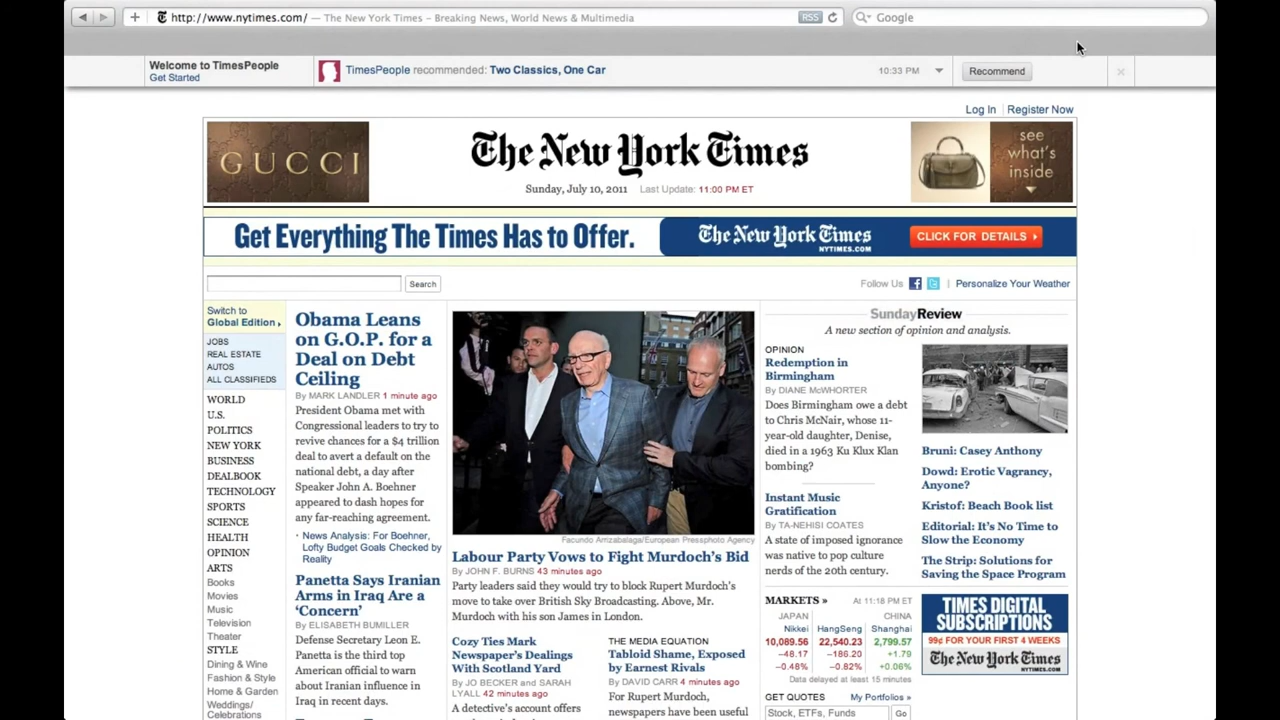 http://www.nytimes.com/ — The New York Times – Breaking News, World News & Multimedia
RSS
Google
Welcome to TimesPeople
Get Started
TimesPeople recommended: Two Classics, One Car
10:33 PM
Recommend
Log In
Register Now
GUCCI
The New York Times
Sunday, July 10, 2011 Last Update: 11:00 PM ET
see
what's
inside
Get Everything The Times Has to Offer.
The New York Times
NYTIMES.COM
CLICK FOR DETAILS
Search
Follow Us
Personalize Your Weather
Switch to
Global Edition
JOBS
REAL ESTATE
AUTOS
ALL CLASSIFIEDS
WORLD
U.S.
POLITICS
NEW YORK
BUSINESS
DEALBOOK
TECHNOLOGY
SPORTS
SCIENCE
HEALTH
OPINION
ARTS
Books
Movies
Music
Television
Theater
STYLE
Dining & Wine
Fashion & Style
Home & Garden
Weddings/
Celebrations
Obama Leans
on G.O.P. for a
Deal on Debt
Ceiling
By MARK LANDLER 1 minute ago
President Obama met with
Congressional leaders to try to
revive chances for a $4 trillion
deal to avert a default on the
national debt, a day after
Speaker John A. Boehner
appeared to dash hopes for
any far-reaching agreement.
· News Analysis: For Boehner,
Lofty Budget Goals Checked by
Reality
Panetta Says Iranian
Arms in Iraq Are a
‘Concern’
By ELISABETH BUMILLER
Defense Secretary Leon E.
Panetta is the third top
American official to warn
about Iranian influence in
Iraq in recent days.
Facundo Arrizabalaga/European Pressphoto Agency
Labour Party Vows to Fight Murdoch’s Bid
By JOHN F. BURNS 43 minutes ago
Party leaders said they would try to block Rupert Murdoch’s
move to take over British Sky Broadcasting. Above, Mr.
Murdoch with his son James in London.
Cozy Ties Mark
Newspaper’s Dealings
With Scotland Yard
By JO BECKER and SARAH
LYALL 42 minutes ago
A detective’s account offers
THE MEDIA EQUATION
Tabloid Shame, Exposed
by Earnest Rivals
By DAVID CARR 4 minutes ago
For Rupert Murdoch,
newspapers have been useful
SundayReview
A new section of opinion and analysis.
OPINION
Redemption in
Birmingham
By DIANE McWHORTER
Does Birmingham owe a debt
to Chris McNair, whose 11-
year-old daughter, Denise,
died in a 1963 Ku Klux Klan
bombing?
Instant Music
Gratification
By TA-NEHISI COATES
A state of imposed ignorance
was native to pop culture
nerds of the 20th century.
Bruni: Casey Anthony
Dowd: Erotic Vagrancy,
Anyone?
Kristof: Beach Book list
Editorial: It’s No Time to
Slow the Economy
The Strip: Solutions for
Saving the Space Program
MARKETS »
At 11:18 PM ET
JAPAN
CHINA
Nikkei HangSeng Shanghai
10,089.56 22,540.23 2,799.57
-48.17 -186.20 +1.79
-0.48% -0.82% +0.06%
Data delayed at least 15 minutes
GET QUOTES
My Portfolios »
Stock, ETFs, Funds
Go
TIMES DIGITAL
SUBSCRIPTIONS
99¢ FOR YOUR FIRST 4 WEEKS
The New York Times